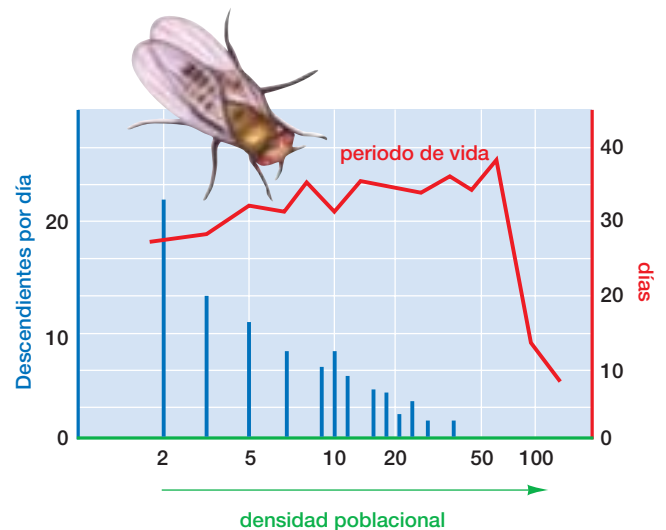 periodo de vida
Descendientes por día
20
10
0
40
30
20
10
0
días
2 5 10 20 50 100
densidad poblacional